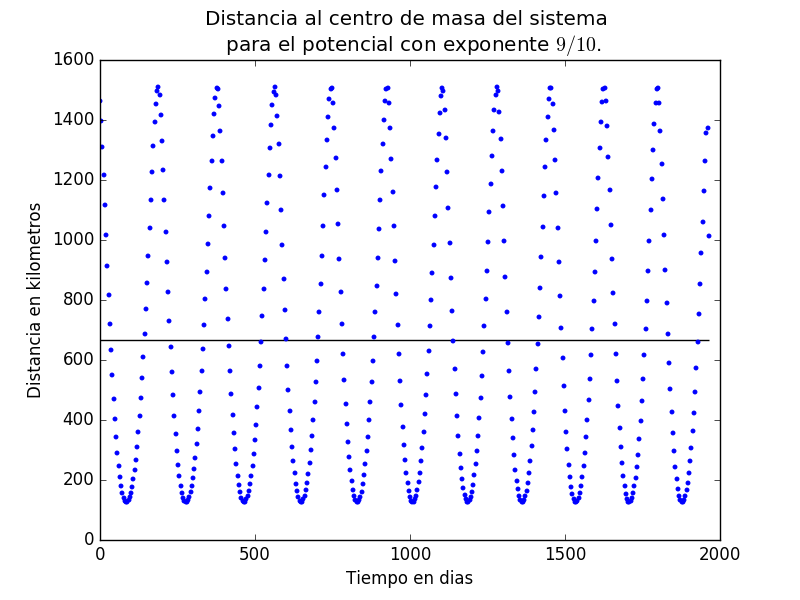 Distancia al centro de masa del sistema
para el potencial con exponente 9/10.
1600
1400
1200
1000
800
600
400
200
0
Distancia en kilometros
0 500 1000 1500 2000
Tiempo en dias